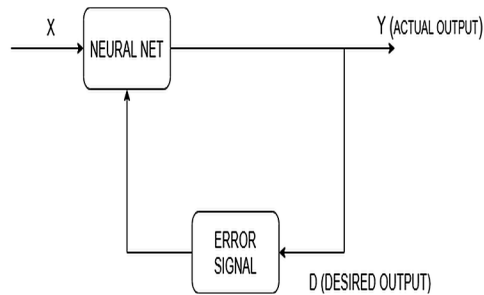 X
Y (ACTUAL OUTPUT)
NEURAL NET
ERROR
SIGNAL
D (DESIRED OUTPUT)